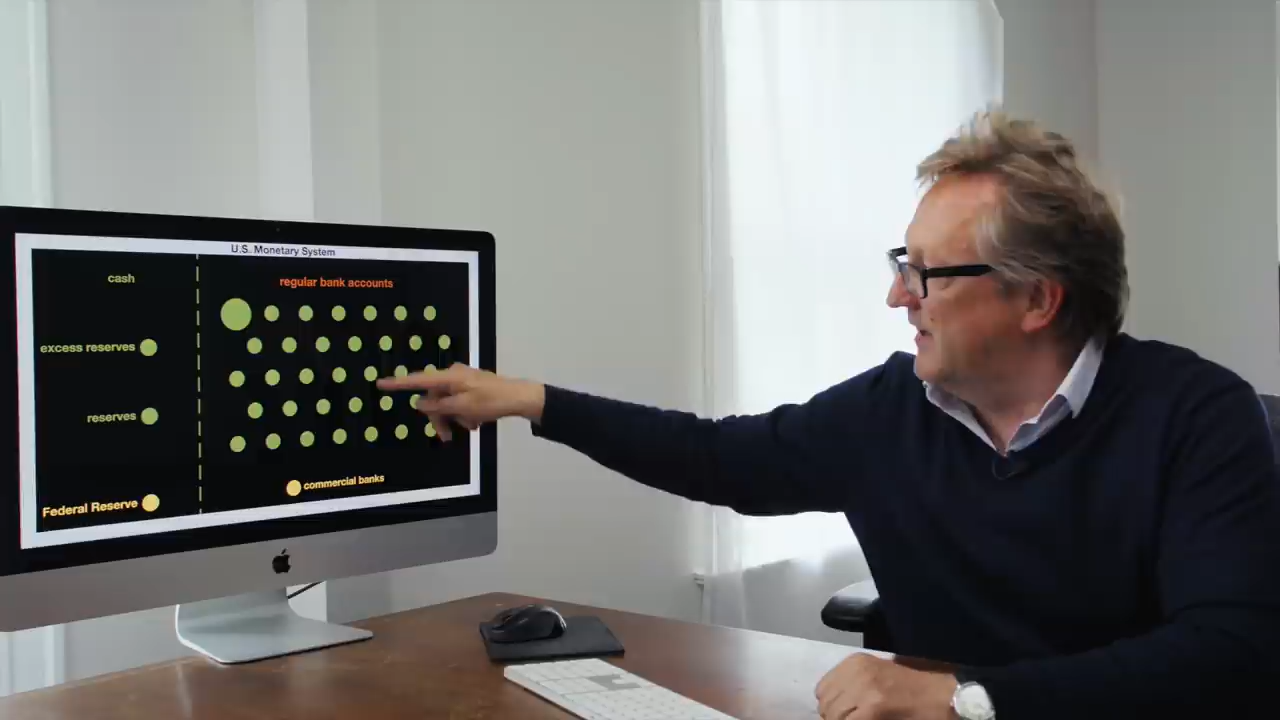 U.S. Monetary System
cash
regular bank accounts
excess reserves
reserves
commercial banks
Federal Reserve